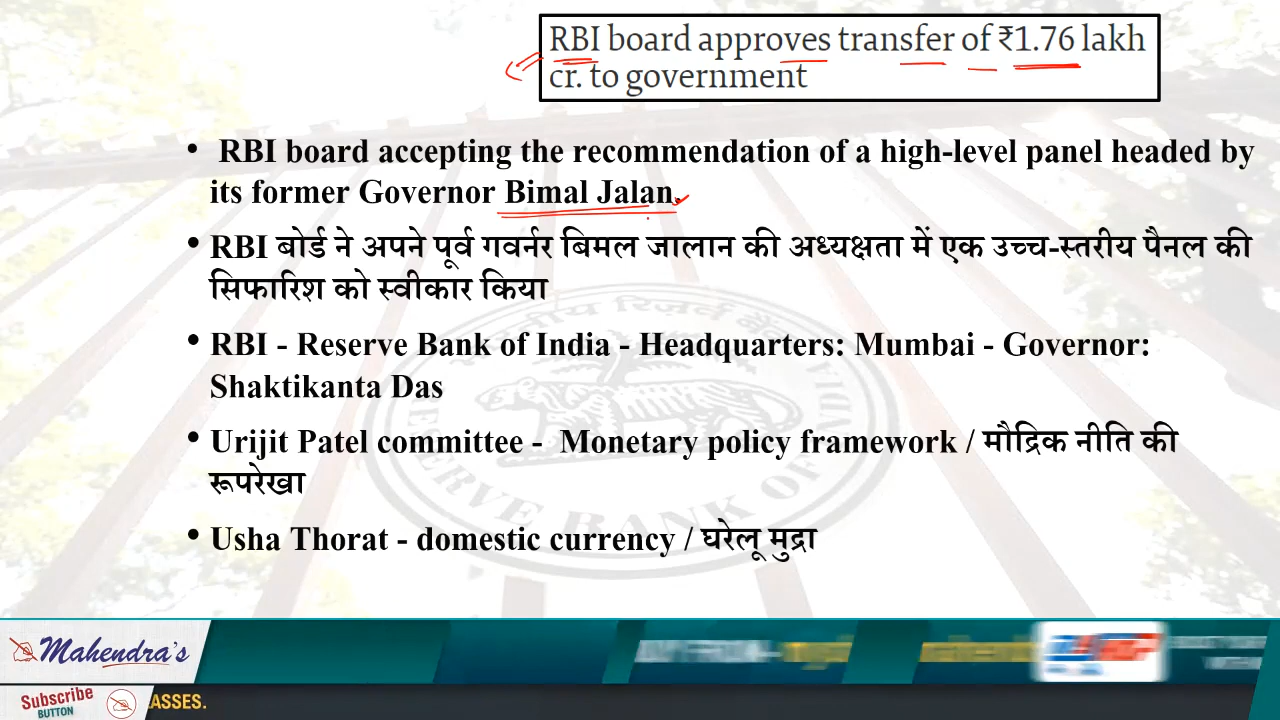 RBI board approves transfer of ₹1.76 lakh
cr. to government
• RBI board accepting the recommendation of a high-level panel headed by
its former Governor Bimal Jalan.
• RBI बोर्ड ने अपने पूर्व गवर्नर बिमल जालान की अध्यक्षता में एक उच्च-स्तरीय पैनल की
सिफारिश को स्वीकार किया
• RBI - Reserve Bank of India - Headquarters: Mumbai - Governor:
Shaktikanta Das
• Urijit Patel committee - Monetary policy framework / मौद्रिक नीति की
रूपरेखा
• Usha Thorat - domestic currency / घरेलू मुद्रा
Mahendra's
Subscribe
BUTTON
ASSES.